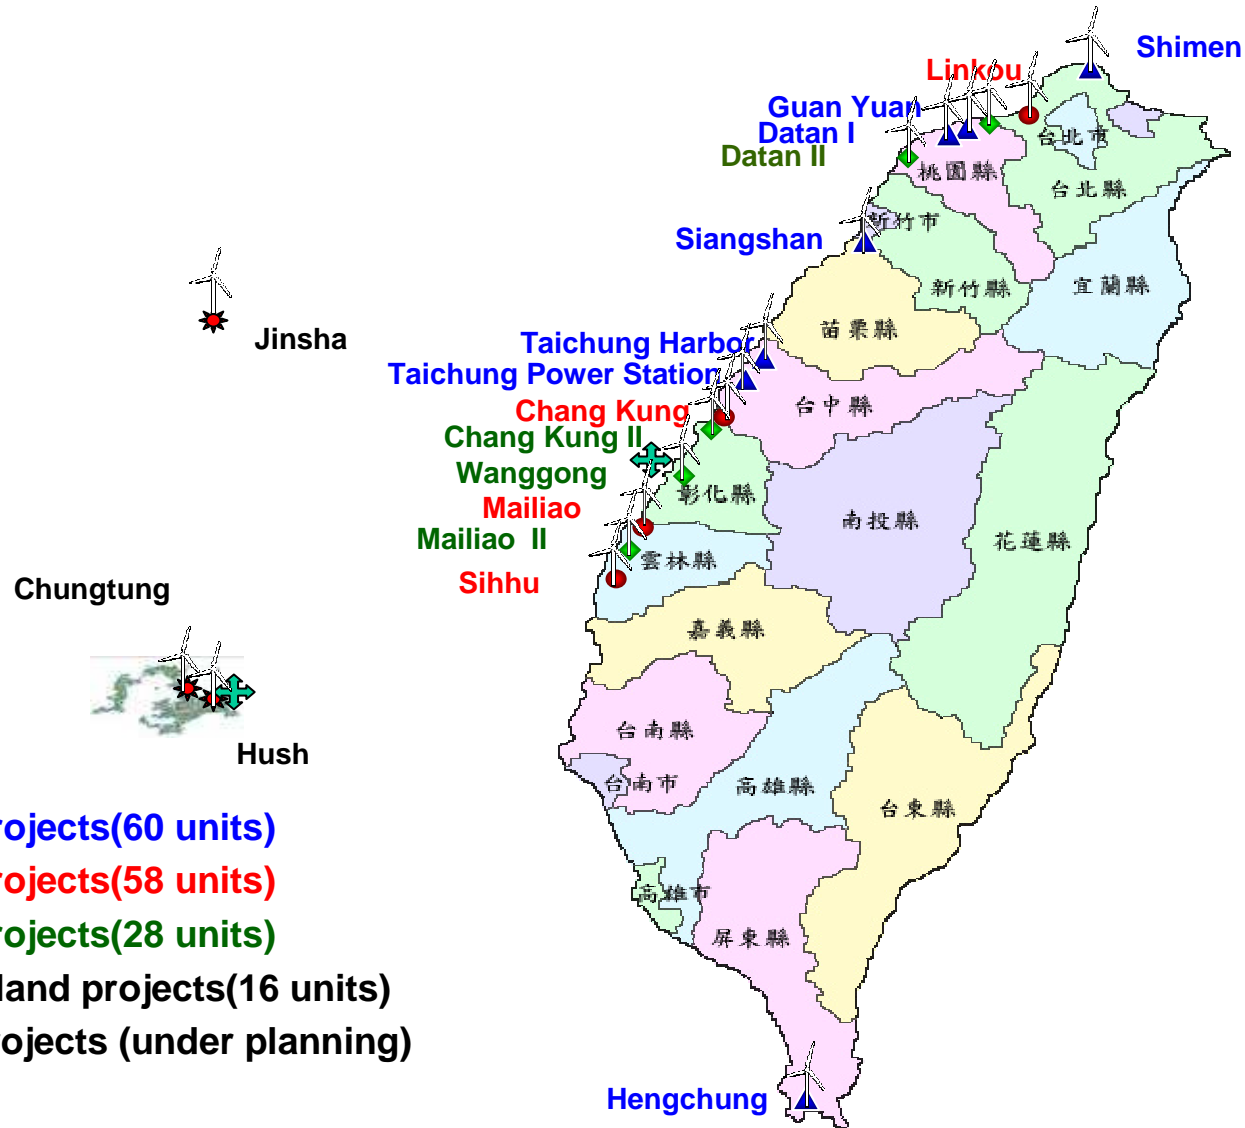 Shimen
Linkou
Guan Yuan
Datan I
Datan II
台北市
桃園縣
台北縣
新竹市
Siangshan
新竹縣
宜蘭縣
Jinsha
苗栗縣
Taichung Harbor
Taichung Power Station
Chang Kung
台中縣
Chang Kung II
Wanggong
彰化縣
Mailiao
南投縣
Mailiao II
雲林縣
花蓮縣
Sihhu
Chungtung
嘉義縣
台南縣
Hush
台南市
高雄縣
台東縣
rojects(60 units)
rojects(58 units)
高雄市
rojects(28 units)
屏東縣
land projects(16 units)
rojects (under planning)
Hengchung